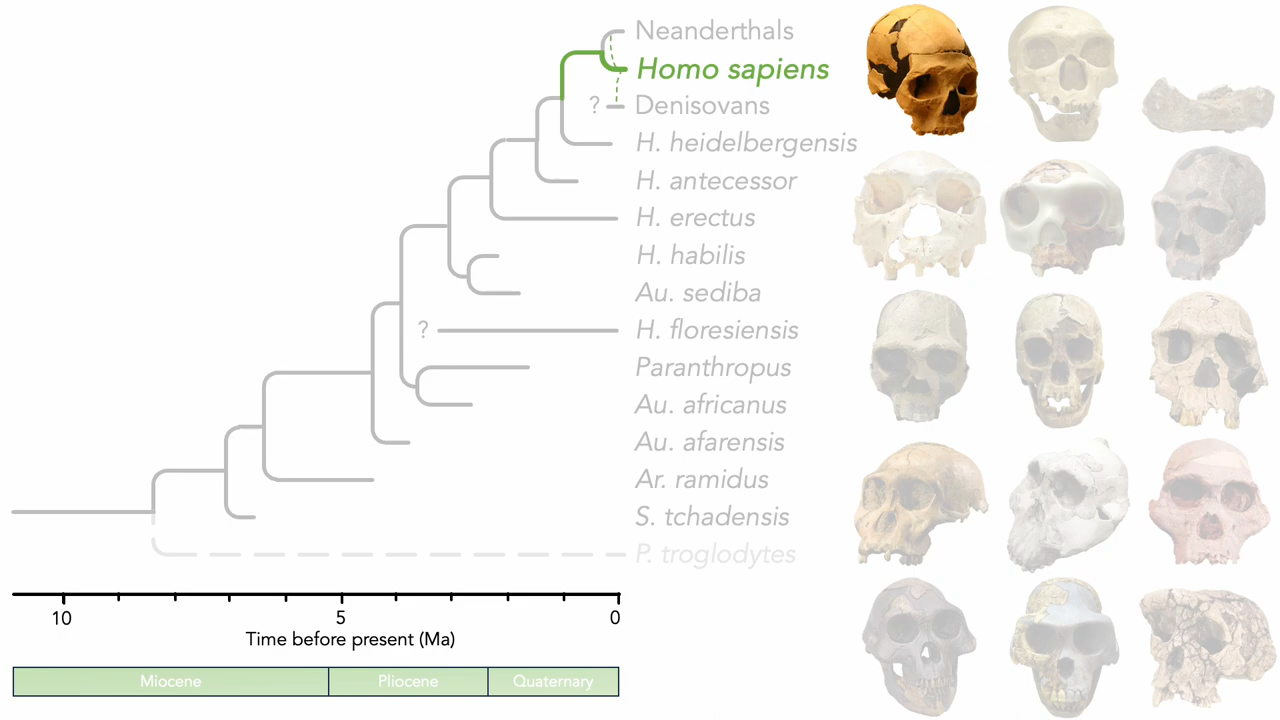 Neanderthals
Homo sapiens
? Denisovans
H. heidelbergensis
H. antecessor
H. erectus
H. habilis
Au. sediba
? H. floresiensis
Paranthropus
Au. africanus
Au. afarensis
Ar. ramidus
S. tchadensis
P. troglodytes
10 5 0
Time before present (Ma)
Miocene Pliocene Quaternary